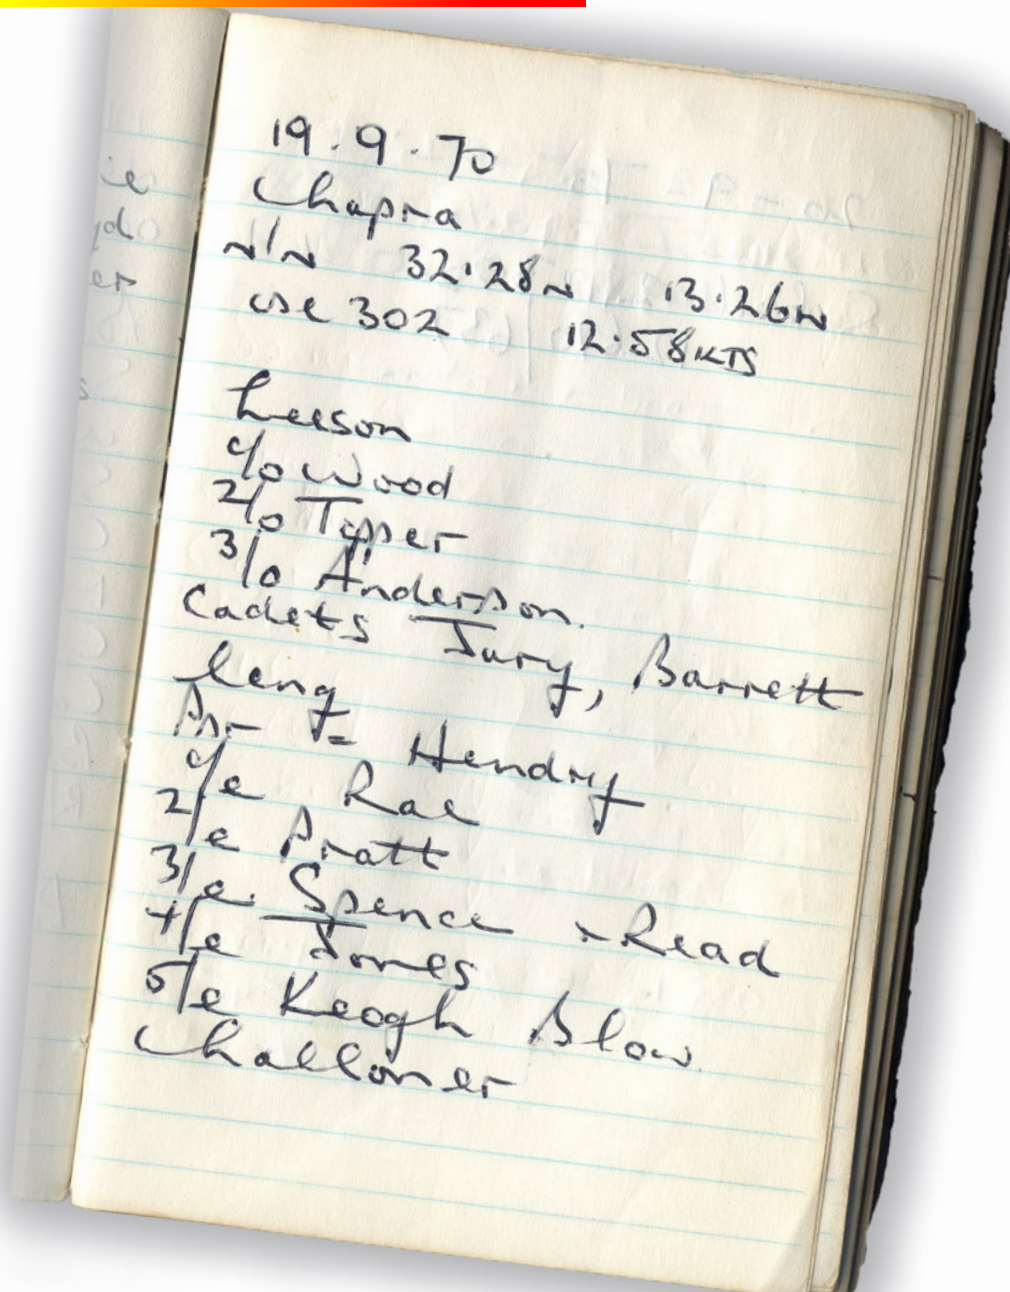 19.9.70
Chapra
N/N 32.28N 13.26W
cse 302 12.58KTS
Leeson
c/o Wood
2/o Tipper
3/o Anderson.
Cadets Jury, Barrett
leng
Hendry
c/e Rae
2/e Pratt
3/e. Spence + Read
4/e Jones
5/e Keogh Blow
Challoner